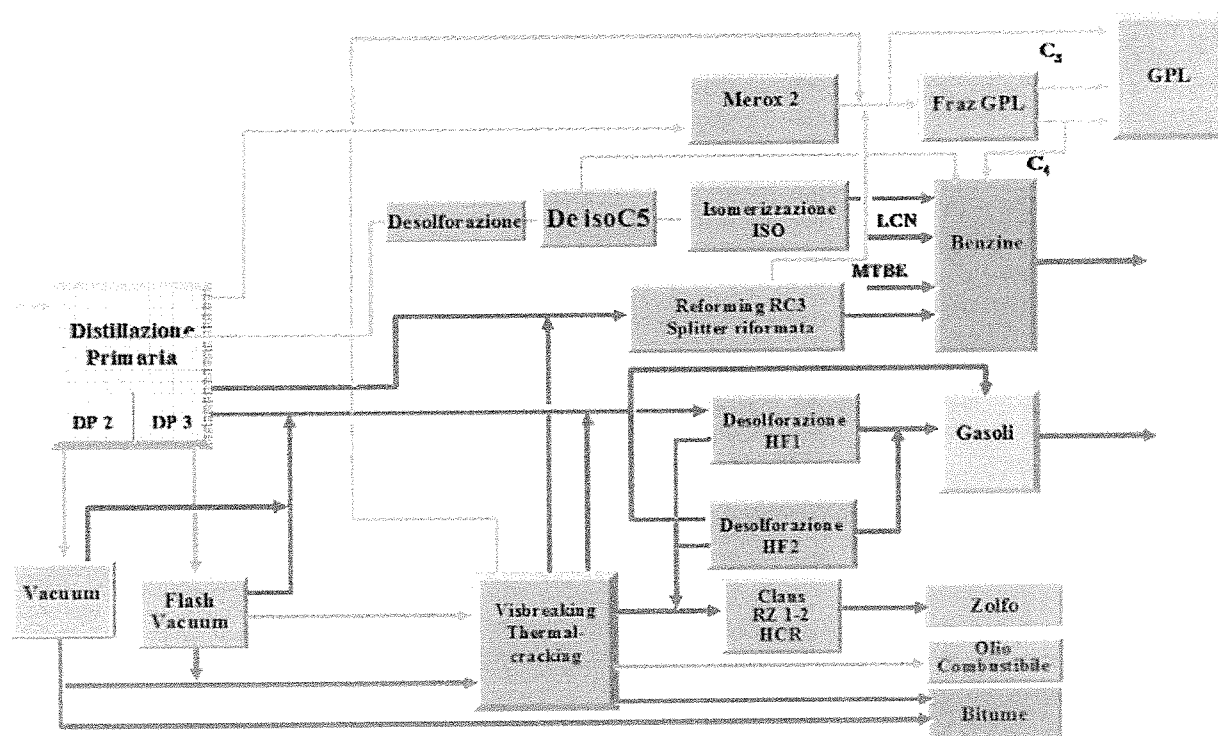 C3
GPL
Merox 2
Fraz GPL
C4
Desolforazione
De isoC5
Isomerizzazione
ISO
LCN
Benzine
MTBE
Reforming RC3
Splitter riformata
Distillazione
Primaria
DP 2
DP 3
Desolforazione
HF1
Gasoli
Desolforazione
HF2
Vacuum
Flash
Vacuum
Visbreaking
Thermal-
cracking
Claus
RZ 1-2
HCR
Zolfo
Olio
Combustibile
Bitume